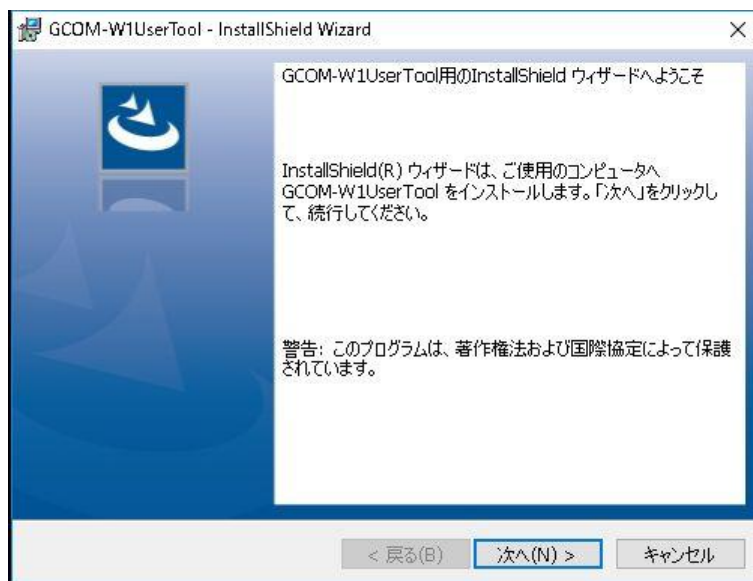 GCOM-W1UserTool - InstallShield Wizard
GCOM-W1UserTool用のInstallShield ウィザードへようこそ
InstallShield(R) ウィザードは、ご使用のコンピュータへ
GCOM-W1UserTool をインストールします。「次へ」をクリックし
て、続行してください。
警告: このプログラムは、著作権法および国際協定によって保護
されています。
< 戻る(B)
次へ(N) >
キャンセル